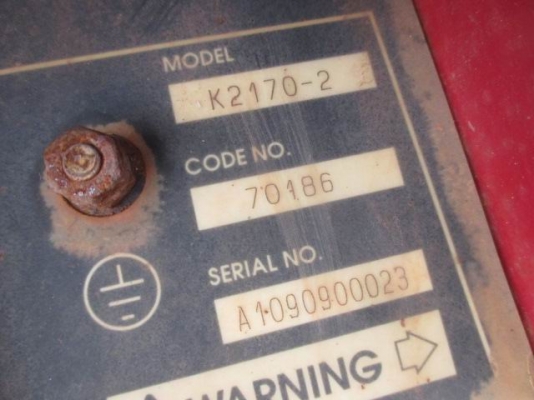 MODEL
K2170-2
CODE NO.
70186
SERIAL NO.
A1090900023
WARNING